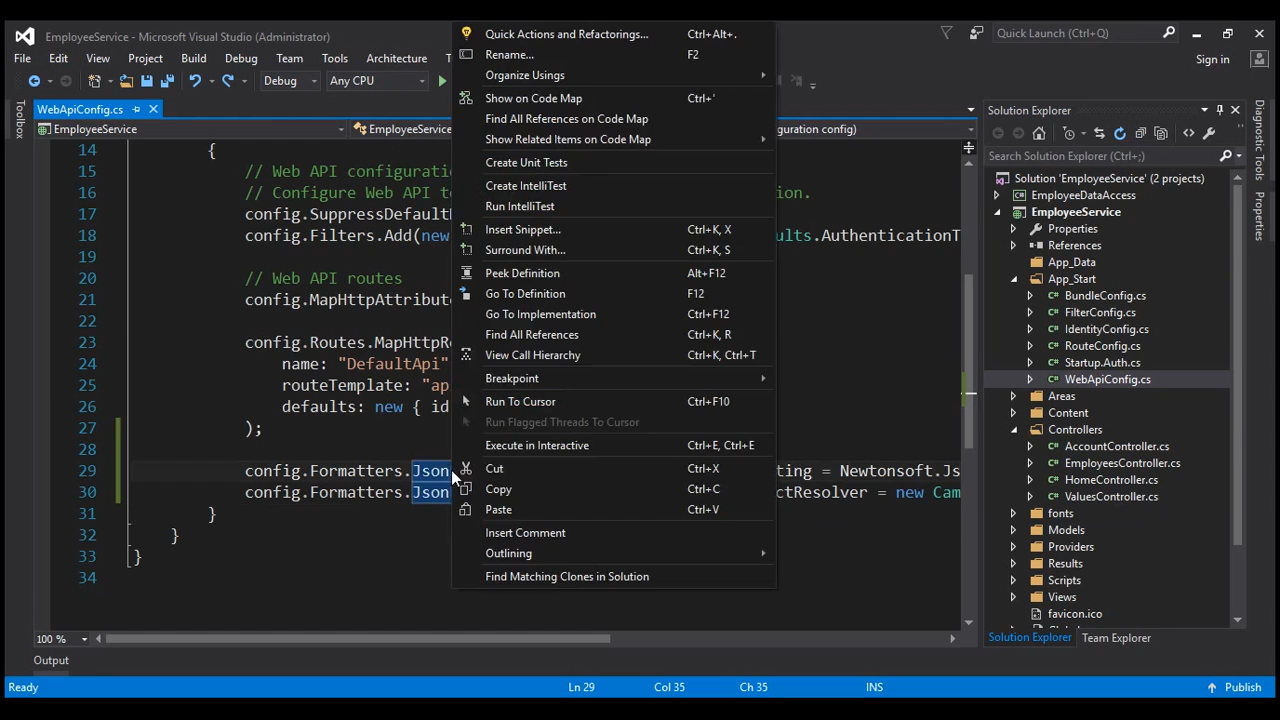 EmployeeService - Microsoft Visual Studio (Administrator)
Quick Launch (Ctrl+Q)
File Edit View Project Build Debug
Tools Architecture
Sign in
Debug Any CPU
Toolbox
WebApiConfig.cs
EmployeeService
EmployeeService
guration config)
14 {
15 // Web API configuratio
16 // Configure Web API to
on.
17 config.SuppressDefaultH
18 config.Filters.Add(new
ults.AuthenticationT
19
20 // Web API routes
21 config.MapHttpAttribute
22
23 config.Routes.MapHttpRo
24 name: "DefaultApi"
25 routeTemplate: "ap
26 defaults: new { id
27 );
28
29 config.Formatters.Json
ting = Newtonsoft.Js
30 config.Formatters.Json
ctResolver = new Cam
31 }
32 }
33 }
34
Quick Actions and Refactorings... Ctrl+Alt+.
Rename... F2
Organize Usings
Show on Code Map Ctrl+'
Find All References on Code Map
Show Related Items on Code Map
Create Unit Tests
Create IntelliTest
Run IntelliTest
Insert Snippet... Ctrl+K, X
Surround With... Ctrl+K, S
Peek Definition Alt+F12
Go To Definition F12
Go To Implementation Ctrl+F12
Find All References Ctrl+K, R
View Call Hierarchy Ctrl+K, Ctrl+T
Breakpoint
Run To Cursor Ctrl+F10
Run Flagged Threads To Cursor
Execute in Interactive Ctrl+E, Ctrl+E
Cut Ctrl+X
Copy Ctrl+C
Paste Ctrl+V
Insert Comment
Outlining
Find Matching Clones in Solution
Solution Explorer
Search Solution Explorer (Ctrl+;)
Solution 'EmployeeService' (2 projects)
EmployeeDataAccess
EmployeeService
Properties
References
App_Data
App_Start
BundleConfig.cs
FilterConfig.cs
IdentityConfig.cs
RouteConfig.cs
Startup.Auth.cs
WebApiConfig.cs
Areas
Content
Controllers
AccountController.cs
EmployeesController.cs
HomeController.cs
ValuesController.cs
fonts
Models
Providers
Results
Scripts
Views
favicon.ico
Solution Explorer Team Explorer
Diagnostic Tools
Properties
100 %
Output
Ready Ln 29 Col 35 Ch 35 INS Publish